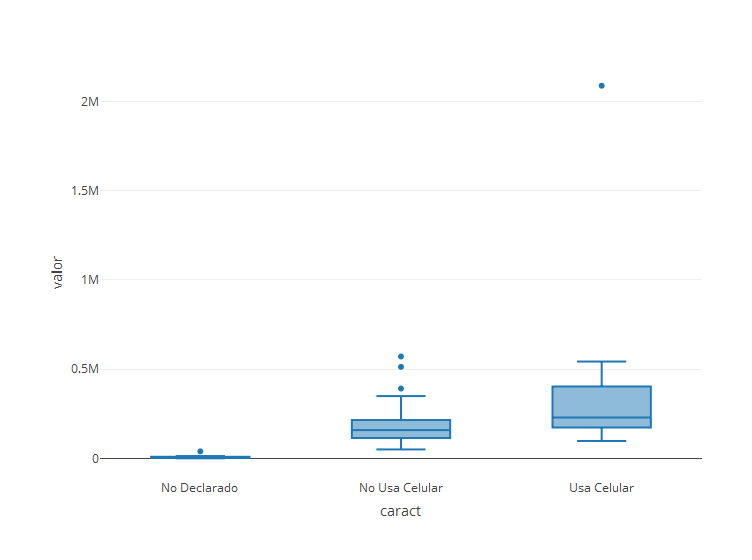 2M
1.5M
1M
0.5M
0
valor
No Declarado
No Usa Celular
Usa Celular
caract